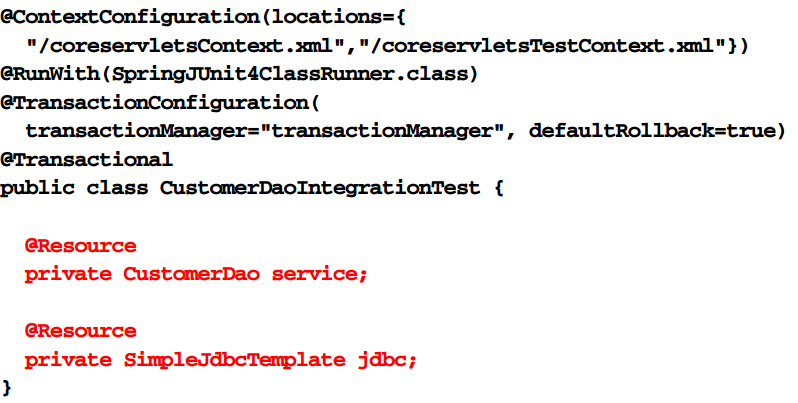 @ContextConfiguration(locations={
"/coreservletsContext.xml","/coreservletsTestContext.xml"})
@RunWith(SpringJUnit4ClassRunner.class)
@TransactionConfiguration(
transactionManager="transactionManager", defaultRollback=true)
@Transactional
public class CustomerDaoIntegrationTest {
@Resource
private CustomerDao service;
@Resource
private SimpleJdbcTemplate jdbc;
}